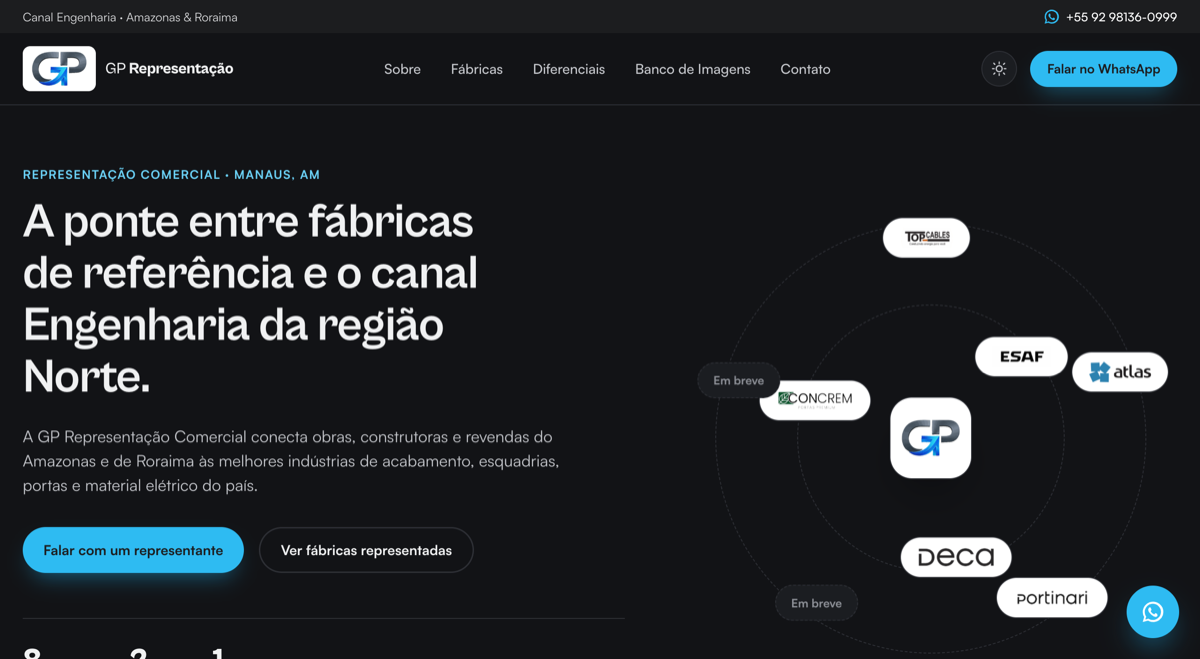 Canal Engenharia · Amazonas & Roraima
+55 92 98136-0999
GP
GP Representação
Sobre
Fábricas
Diferenciais
Banco de Imagens
Contato
Falar no WhatsApp
REPRESENTAÇÃO COMERCIAL · MANAUS, AM
A ponte entre fábricas
de referência e o canal
Engenharia da região
Norte.
A GP Representação Comercial conecta obras, construtoras e revendas do
Amazonas e de Roraima às melhores indústrias de acabamento, esquadrias,
portas e material elétrico do país.
Falar com um representante
Ver fábricas representadas
TOP CABLES
ESAF
atlas
Em breve
CONCREM
GP
Deca
Portinari
Em breve